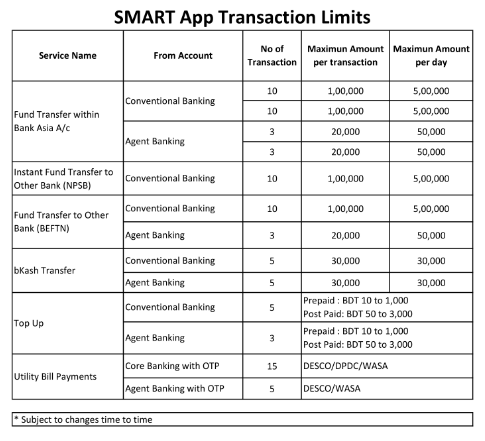 SMART App Transaction Limits
Service Name From Account No of Transaction Maximun Amount per transaction Maximun Amount per day
Fund Transfer within Bank Asia A/c Conventional Banking 10 1,00,000 5,00,000
10 1,00,000 5,00,000
Agent Banking 3 20,000 50,000
3 20,000 50,000
Instant Fund Transfer to Other Bank (NPSB) Conventional Banking 10 1,00,000 5,00,000
Fund Transfer to Other Bank (BEFTN) Conventional Banking 10 1,00,000 5,00,000
Agent Banking 3 20,000 50,000
bKash Transfer Conventional Banking 5 30,000 30,000
Agent Banking 5 30,000 30,000
Top Up Conventional Banking 5 Prepaid : BDT 10 to 1,000
Post Paid: BDT 50 to 3,000
Agent Banking 3 Prepaid : BDT 10 to 1,000
Post Paid: BDT 50 to 3,000
Utility Bill Payments Core Banking with OTP 15 DESCO/DPDC/WASA
Agent Banking with OTP 5 DESCO/WASA
* Subject to changes time to time